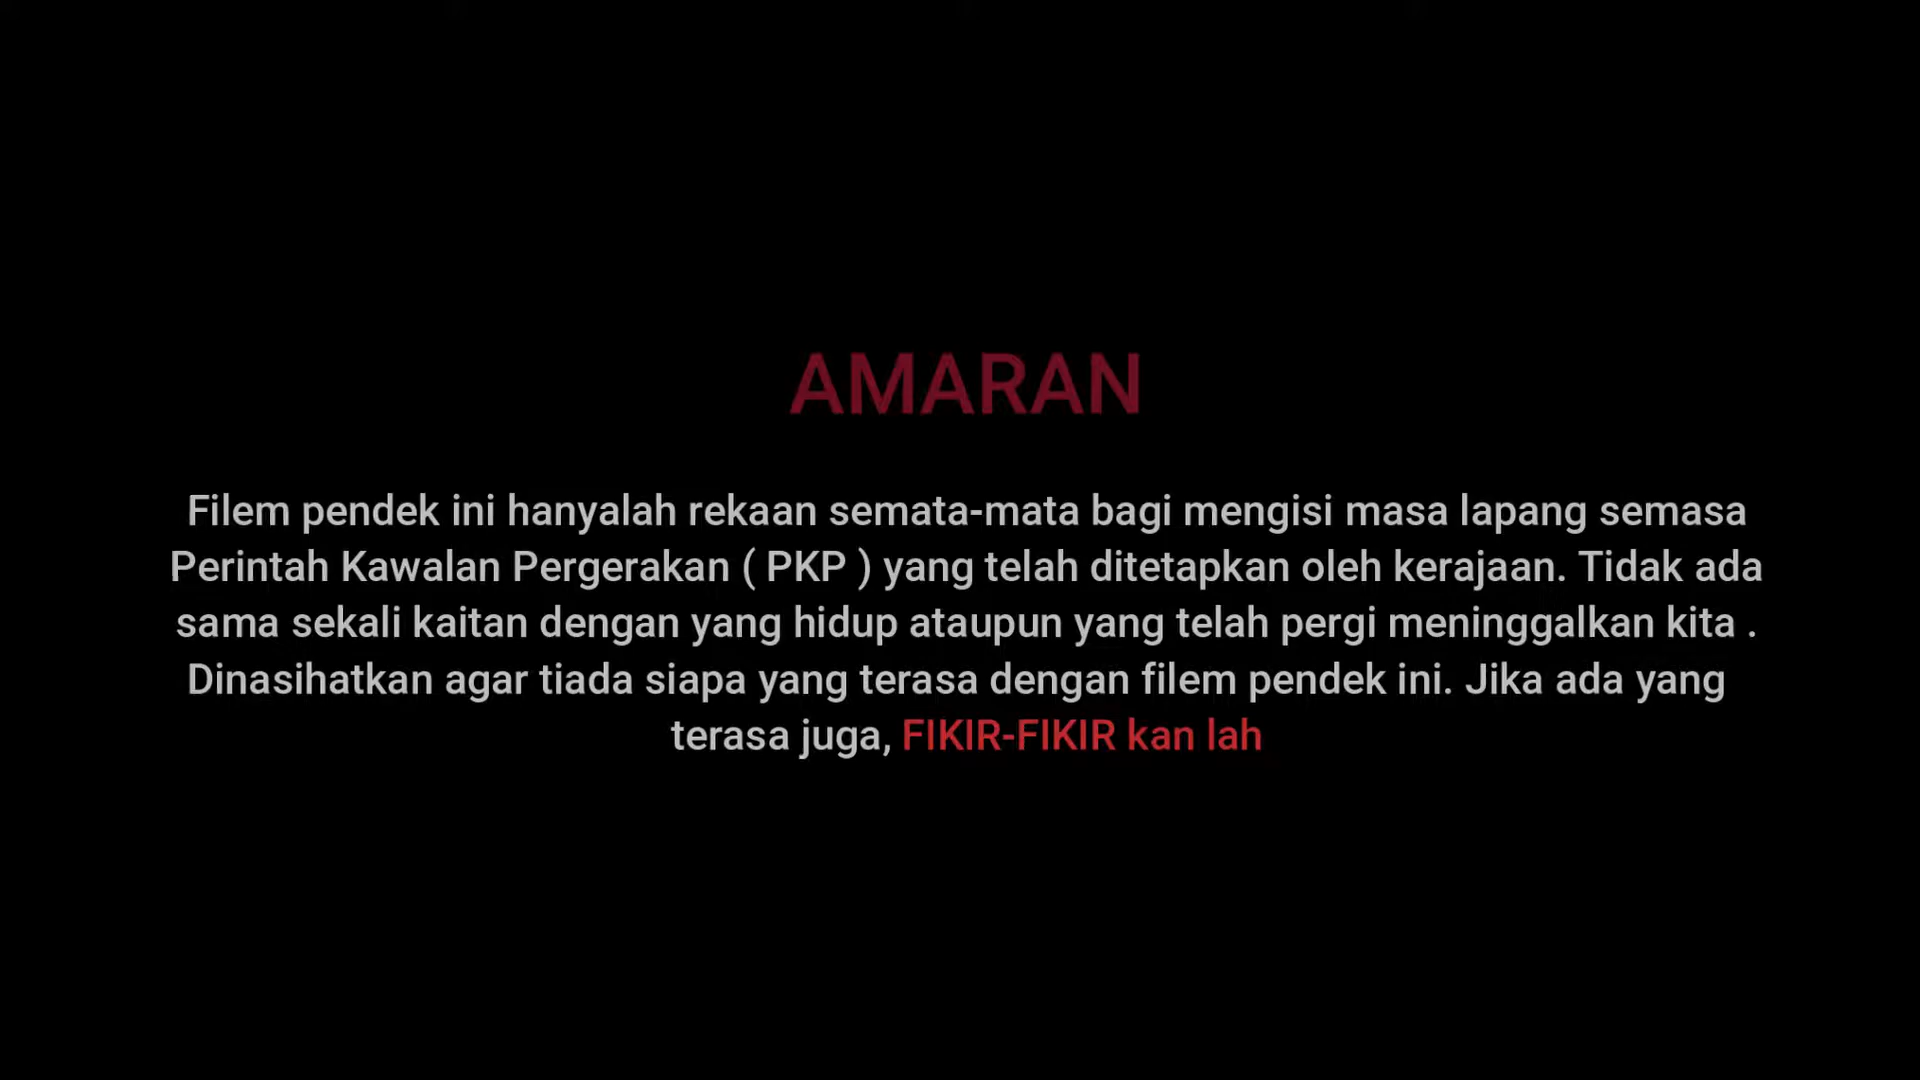 AMARAN
Filem pendek ini hanyalah rekaan semata-mata bagi mengisi masa lapang semasa
Perintah Kawalan Pergerakan ( PKP ) yang telah ditetapkan oleh kerajaan. Tidak ada
sama sekali kaitan dengan yang hidup ataupun yang telah pergi meninggalkan kita .
Dinasihatkan agar tiada siapa yang terasa dengan filem pendek ini. Jika ada yang
terasa juga, FIKIR-FIKIR kan lah